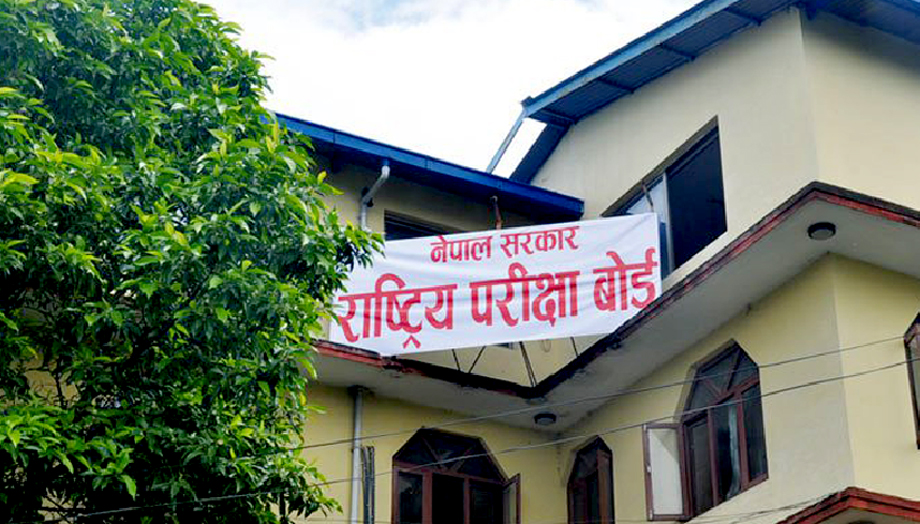 नेपाल सरकार
राष्ट्रिय परीक्षा बोर्ड